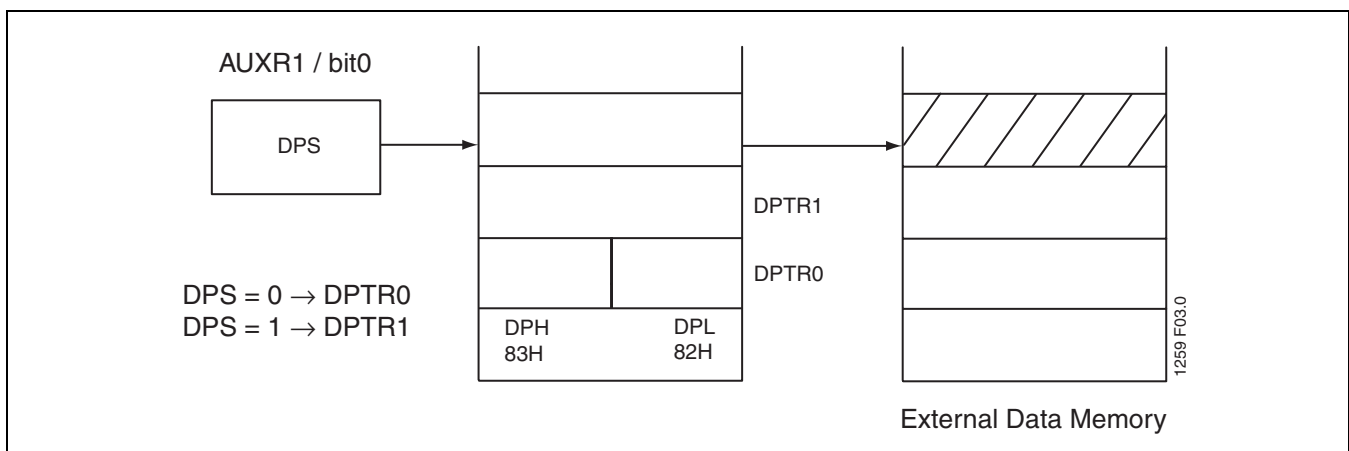 AUXR1 / bit0
DPS
DPTR1
DPTR0
DPS = 0 → DPTR0
DPS = 1 → DPTR1
DPH
83H
DPL
82H
1259 F03.0
External Data Memory